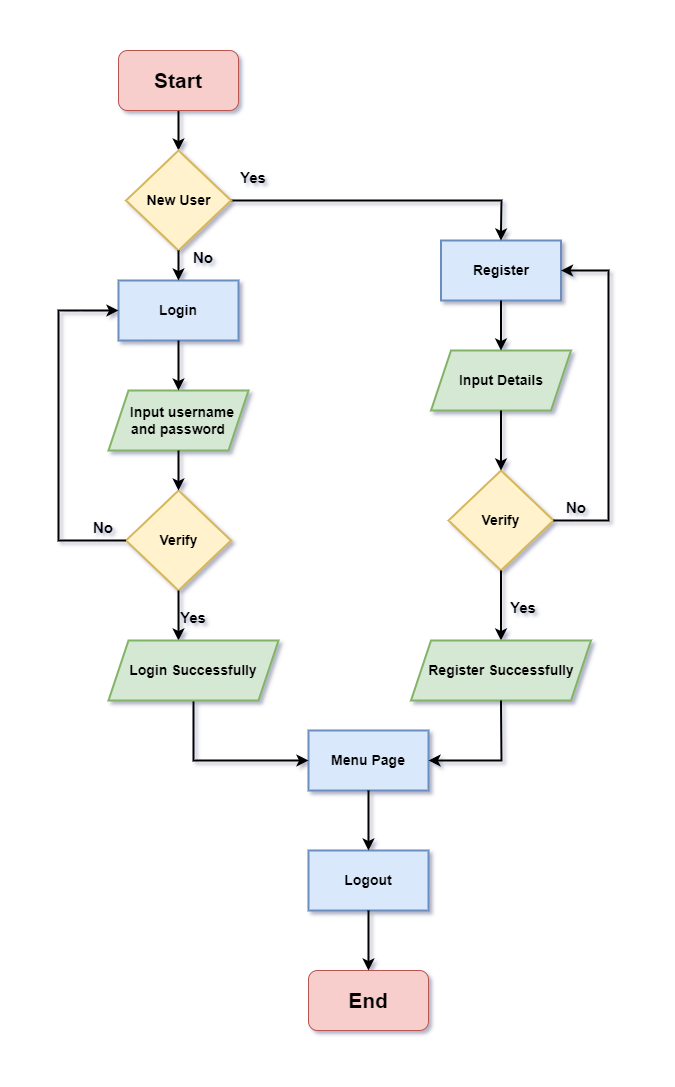 Start
Yes
New User
No
Register
Login
Input Details
Input username
and password
No
Verify
No
Verify
Yes
Yes
Login Successfully
Register Successfully
Menu Page
Logout
End